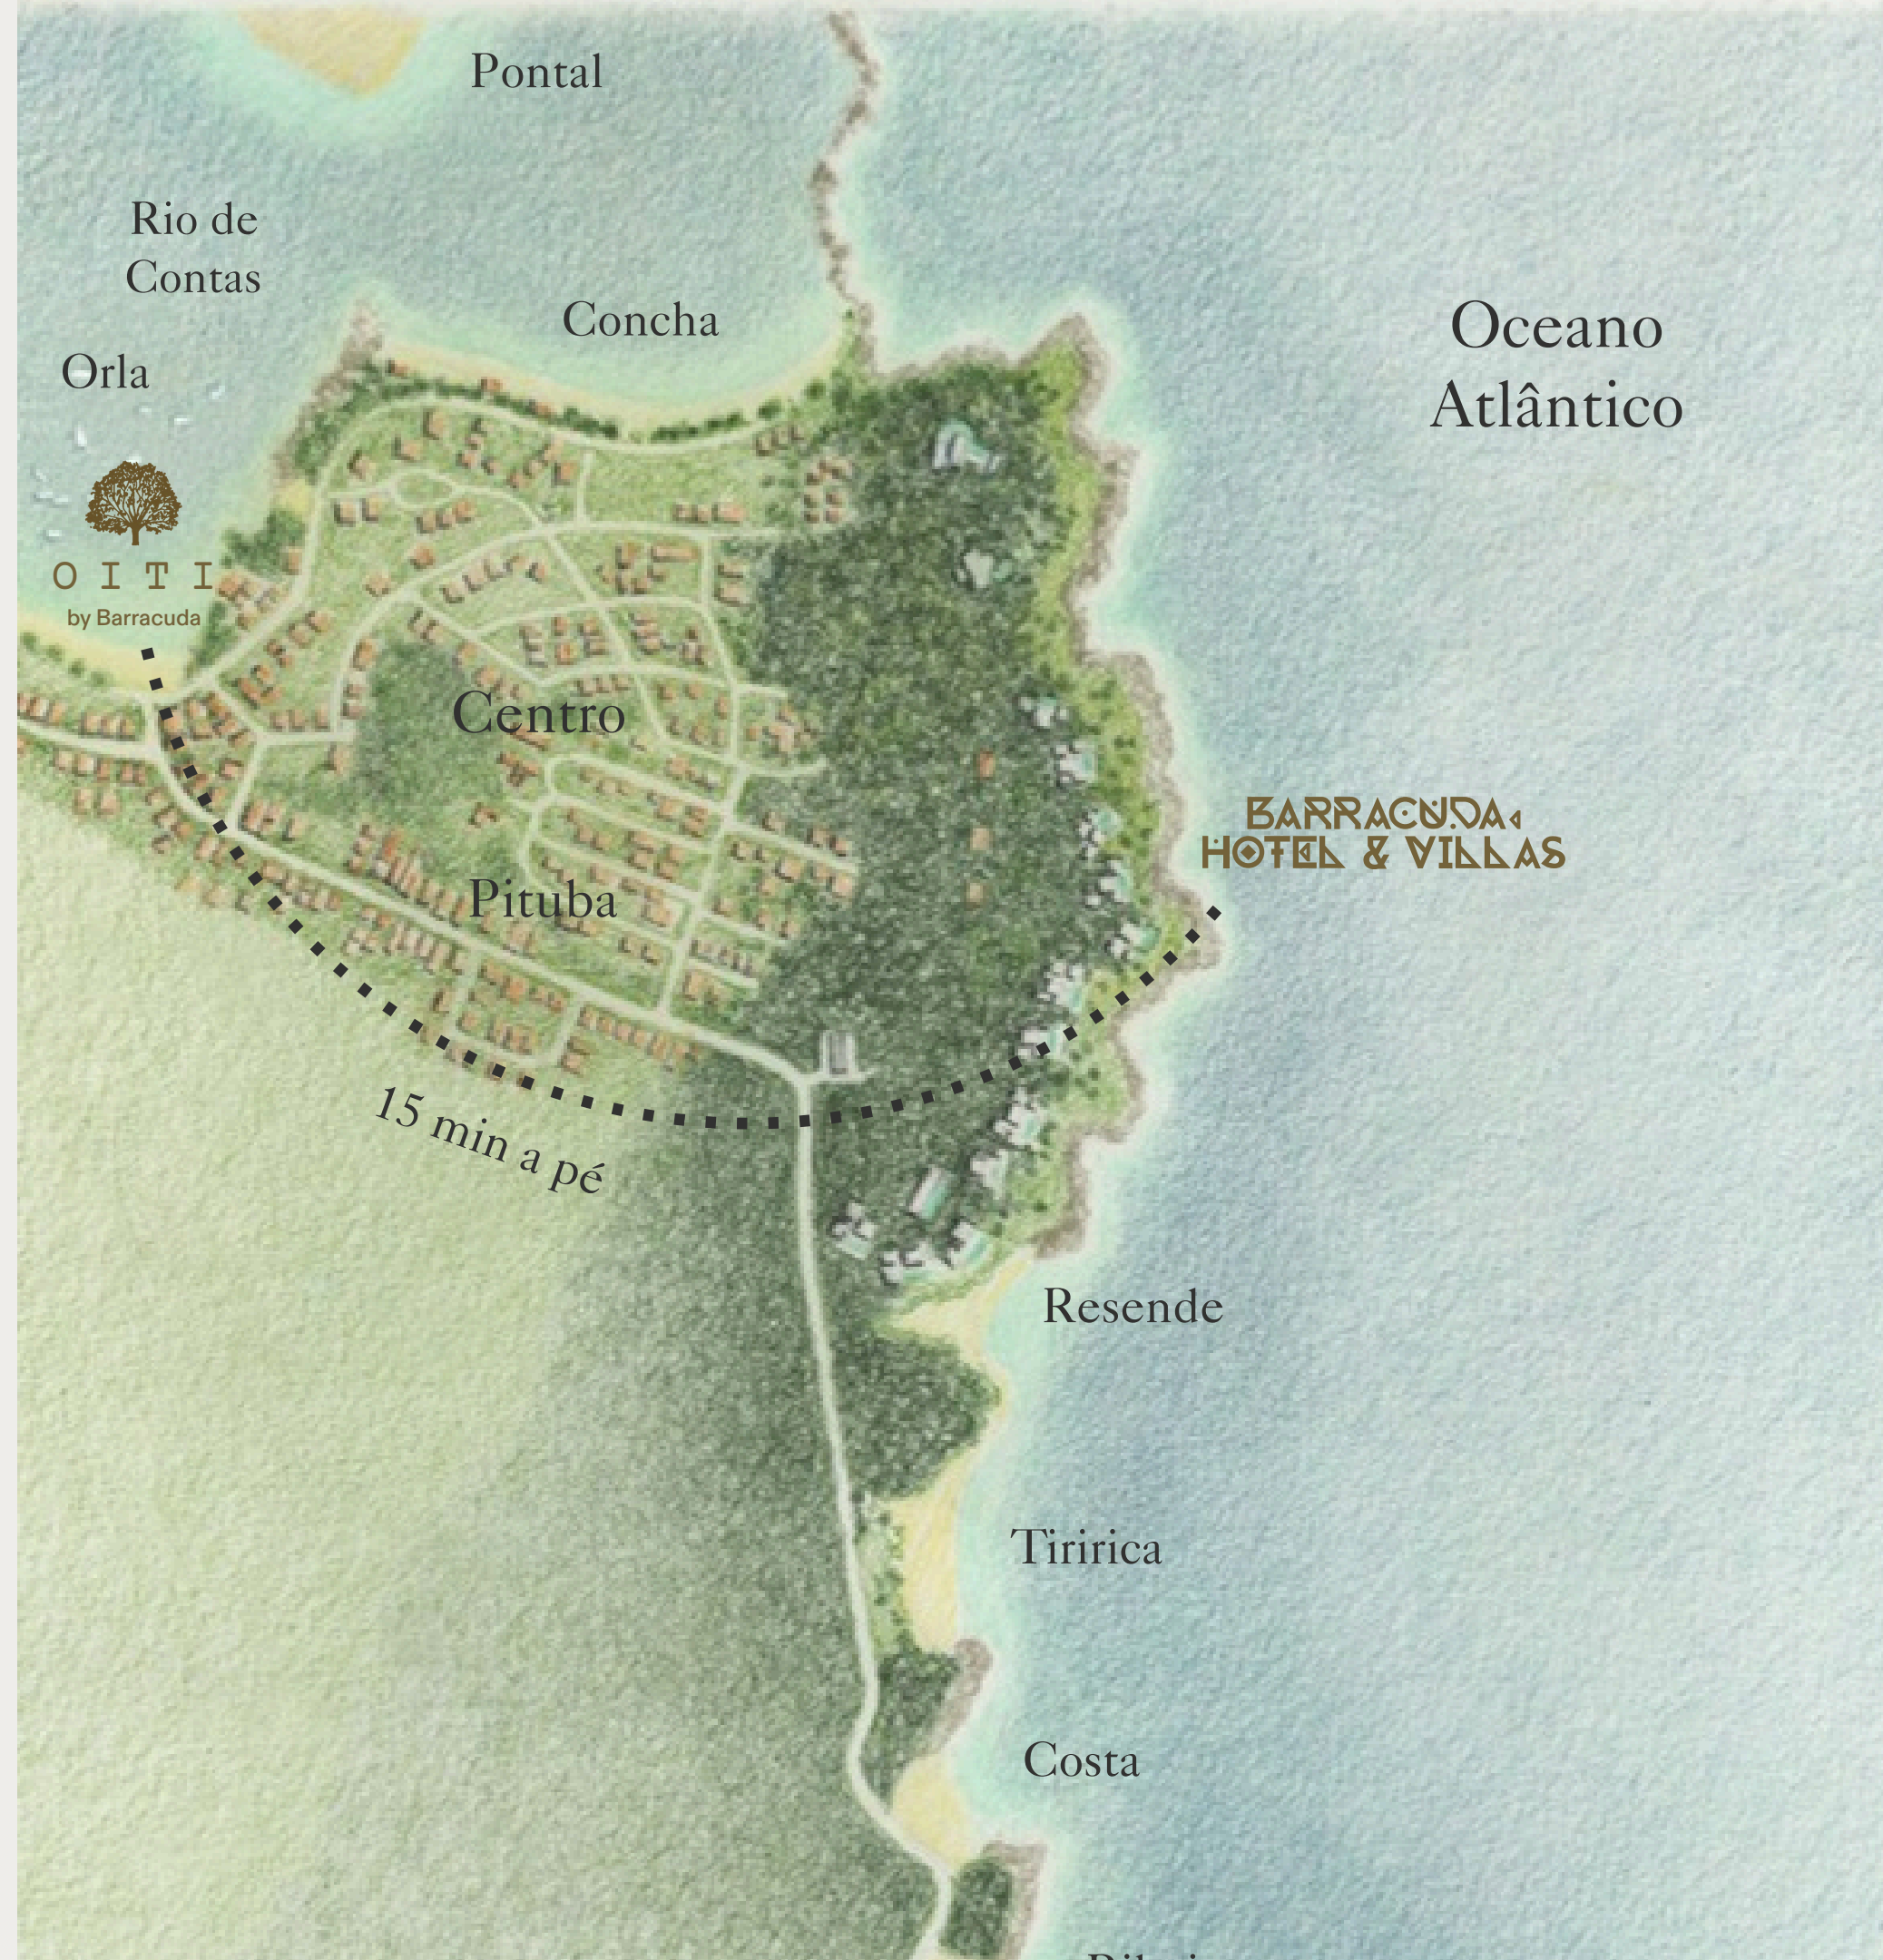 Pontal
Rio de
Contas
Concha
Orla
Oceano
Atlântico
OITI
by Barracuda
Centro
BARRACUDA
HOTEL & VILLAS
Pituba
15 min a pé
Resende
Tiririca
Costa